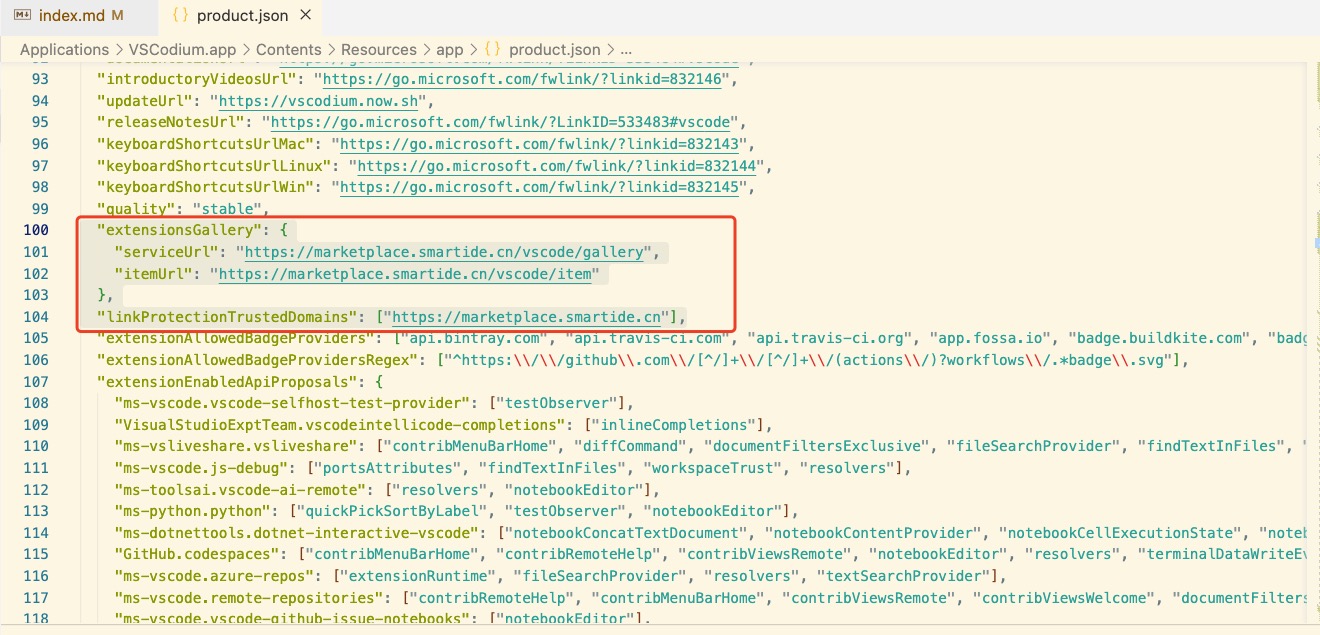 index.md M
product.json ×
Applications > VSCodium.app > Contents > Resources > app > {} product.json > ...
93 "introductoryVideosUrl": "https://go.microsoft.com/fwlink/?linkid=832146",
94 "updateUrl": "https://vscodium.now.sh",
95 "releaseNotesUrl": "https://go.microsoft.com/fwlink/?LinkID=533483#vscode",
96 "keyboardShortcutsUrlMac": "https://go.microsoft.com/fwlink/?linkid=832143",
97 "keyboardShortcutsUrlLinux": "https://go.microsoft.com/fwlink/?linkid=832144",
98 "keyboardShortcutsUrlWin": "https://go.microsoft.com/fwlink/?linkid=832145",
99 "quality": "stable",
100 "extensionsGallery": {
101 "serviceUrl": "https://marketplace.smartide.cn/vscode/gallery",
102 "itemUrl": "https://marketplace.smartide.cn/vscode/item"
103 },
104 "linkProtectionTrustedDomains": ["https://marketplace.smartide.cn"],
105 "extensionAllowedBadgeProviders": ["api.bintray.com", "api.travis-ci.com", "api.travis-ci.org", "app.fossa.io", "badge.buildkite.com", "badg
106 "extensionAllowedBadgeProvidersRegex": ["^https:\\/\\/github\\.com\\/[^/]+\\/[^/]+\\/(actions\\/)?workflows\\/.*badge\\.svg"],
107 "extensionEnabledApiProposals": {
108 "ms-vscode.vscode-selfhost-test-provider": ["testObserver"],
109 "VisualStudioExptTeam.vscodeintellicode-completions": ["inlineCompletions"],
110 "ms-vsliveshare.vsliveshare": ["contribMenuBarHome", "diffCommand", "documentFiltersExclusive", "fileSearchProvider", "findTextInFiles", "
111 "ms-vscode.js-debug": ["portsAttributes", "findTextInFiles", "workspaceTrust", "resolvers"],
112 "ms-toolsai.vscode-ai-remote": ["resolvers", "notebookEditor"],
113 "ms-python.python": ["quickPickSortByLabel", "testObserver", "notebookEditor"],
114 "ms-dotnettools.dotnet-interactive-vscode": ["notebookConcatTextDocument", "notebookContentProvider", "notebookCellExecutionState", "noteb
115 "GitHub.codespaces": ["contribMenuBarHome", "contribRemoteHelp", "contribViewsRemote", "notebookEditor", "resolvers", "terminalDataWriteEv
116 "ms-vscode.azure-repos": ["extensionRuntime", "fileSearchProvider", "resolvers", "textSearchProvider"],
117 "ms-vscode.remote-repositories": ["contribRemoteHelp", "contribMenuBarHome", "contribViewsRemote", "contribViewsWelcome", "documentFilters
118 "ms-vscode.vscode-github-issue-notebooks": ["notebookEditor"],